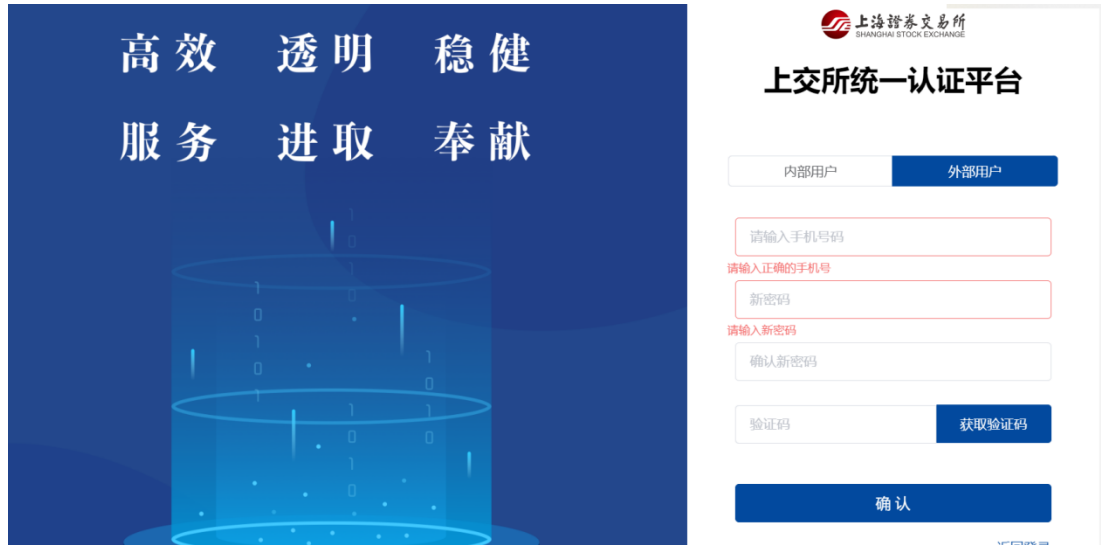 高效 透明 稳健
服务 进取 奉献
上海證券交易所
SHANGHAI STOCK EXCHANGE
上交所统一认证平台
内部用户 外部用户
请输入手机号码
请输入正确的手机号
新密码
请输入新密码
确认新密码
验证码 获取验证码
确认
返回登录